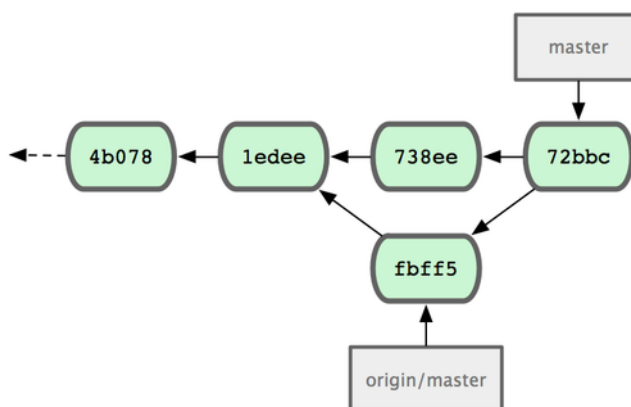 master
4b078
1edee
738ee
72bbc
fbff5
origin/master